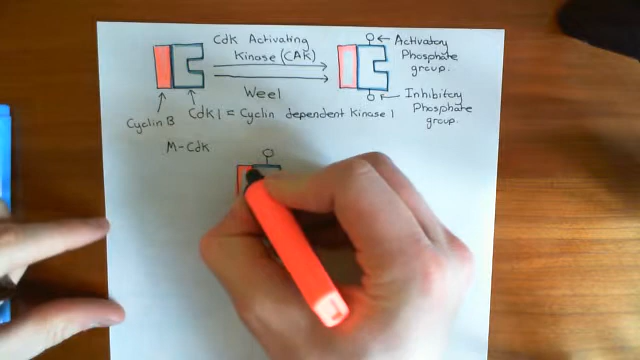 Cdk Activating
Kinase (CAK)
Activatory
Phosphate
group.
Wee1
Inhibitory
Phosphate
group.
Cyclin B
Cdk1 = Cyclin dependent Kinase 1
M-Cdk